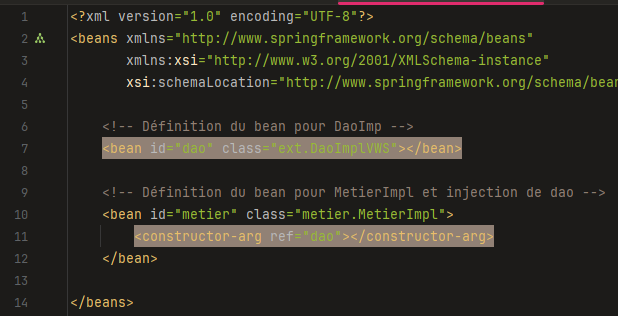 1 <?xml version="1.0" encoding="UTF-8"?>
2 <beans xmlns="http://www.springframework.org/schema/beans"
3 xmlns:xsi="http://www.w3.org/2001/XMLSchema-instance"
4 xsi:schemaLocation="http://www.springframework.org/schema/bean
5
6 <!-- Définition du bean pour DaoImp -->
7 <bean id="dao" class="ext.DaoImplVWS"></bean>
8
9 <!-- Définition du bean pour MetierImpl et injection de dao -->
10 <bean id="metier" class="metier.MetierImpl">
11 <constructor-arg ref="dao"></constructor-arg>
12 </bean>
13
14 </beans>